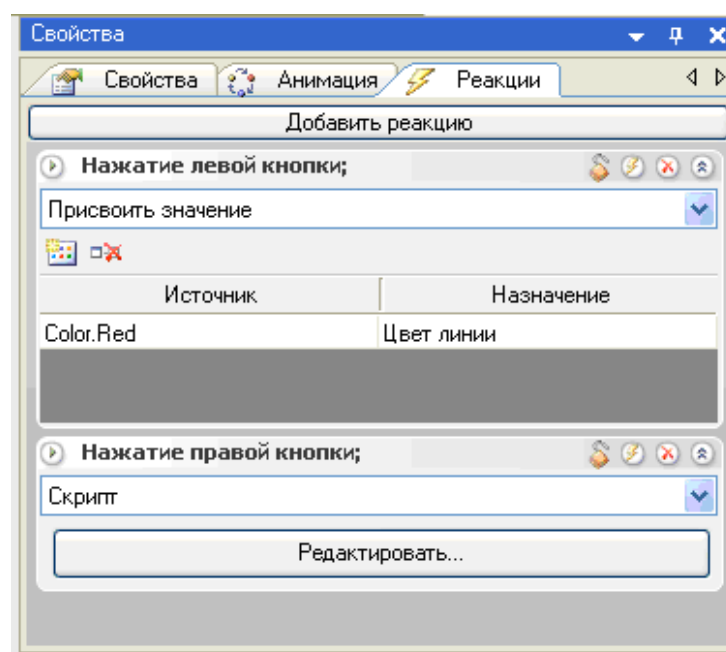 Свойства
Свойства Анимация Реакции
Добавить реакцию
Нажатие левой кнопки;
Присвоить значение
Источник Назначение
Color.Red Цвет линии
Нажатие правой кнопки;
Скрипт
Редактировать...